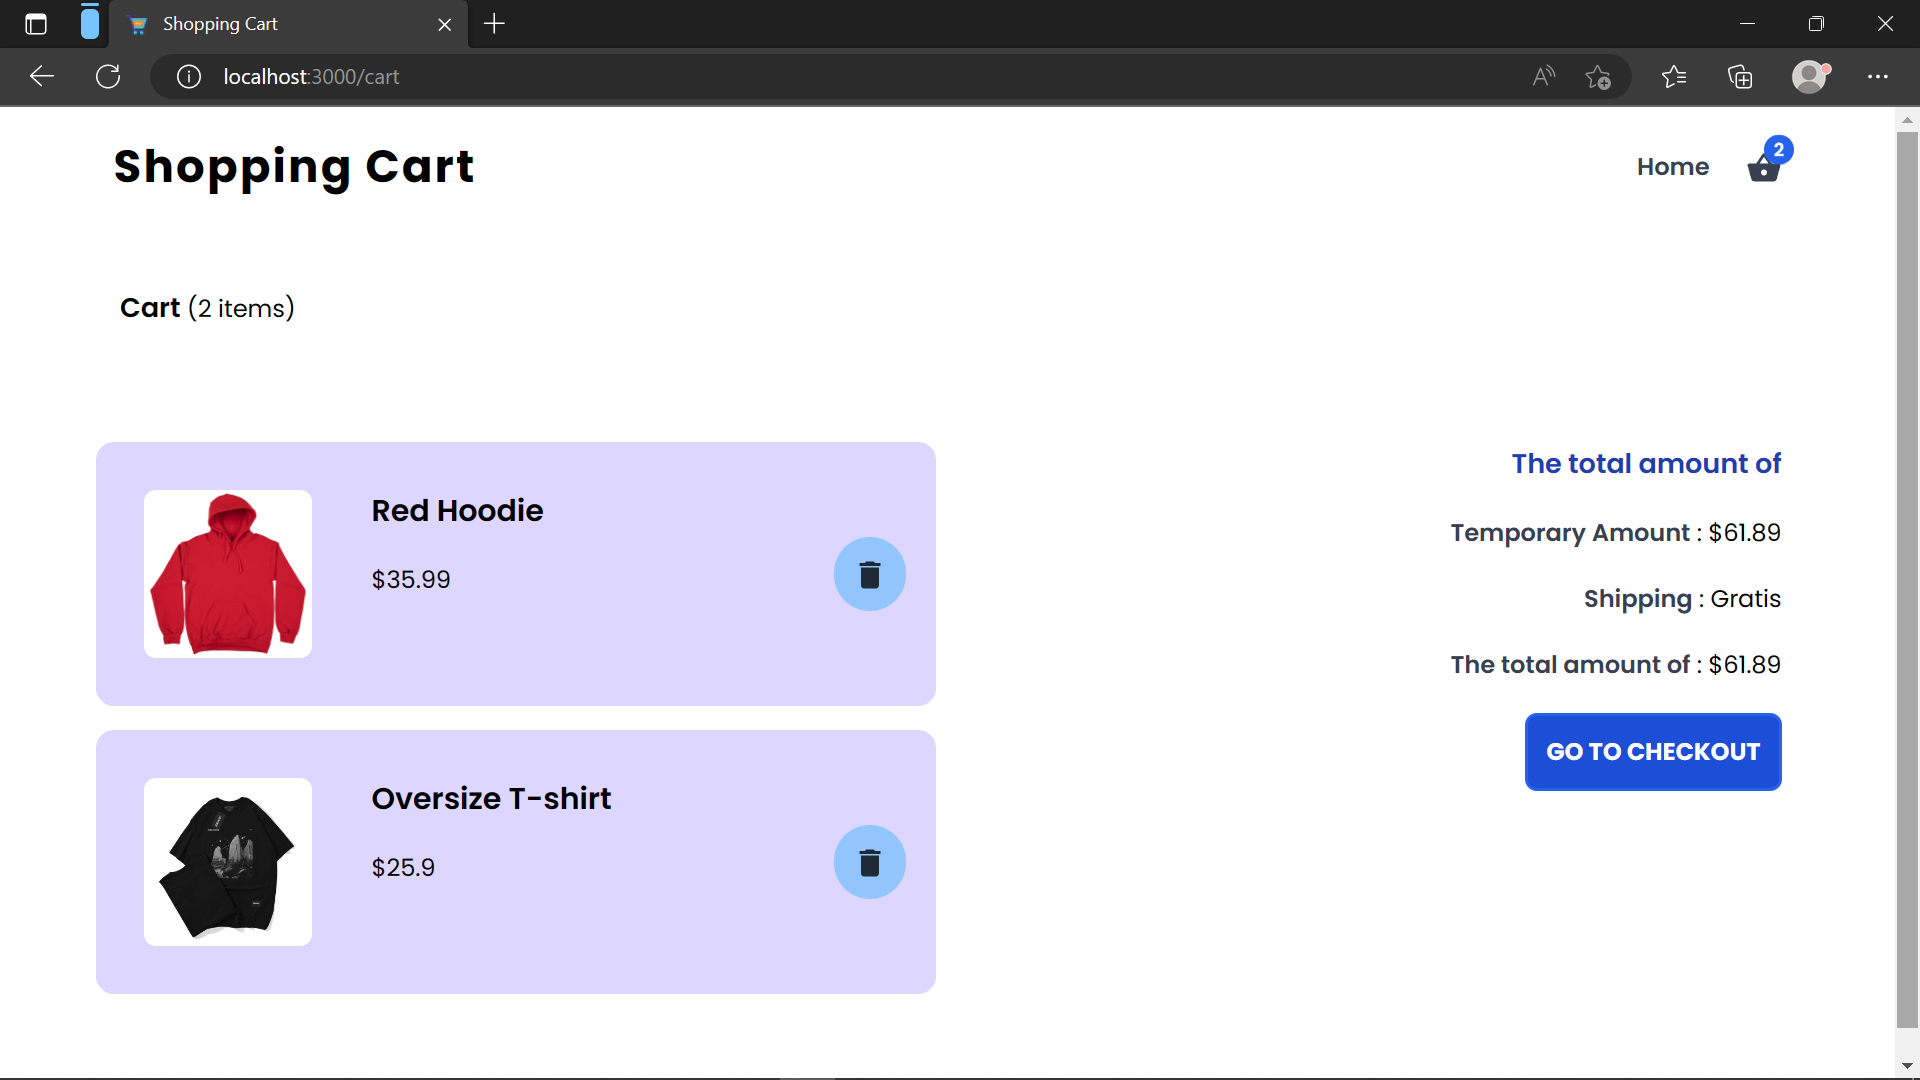 Shopping Cart
localhost:3000/cart
Shopping Cart
Home
2
Cart (2 items)
Red Hoodie
$35.99
Oversize T-shirt
$25.9
The total amount of
Temporary Amount : $61.89
Shipping : Gratis
The total amount of : $61.89
GO TO CHECKOUT